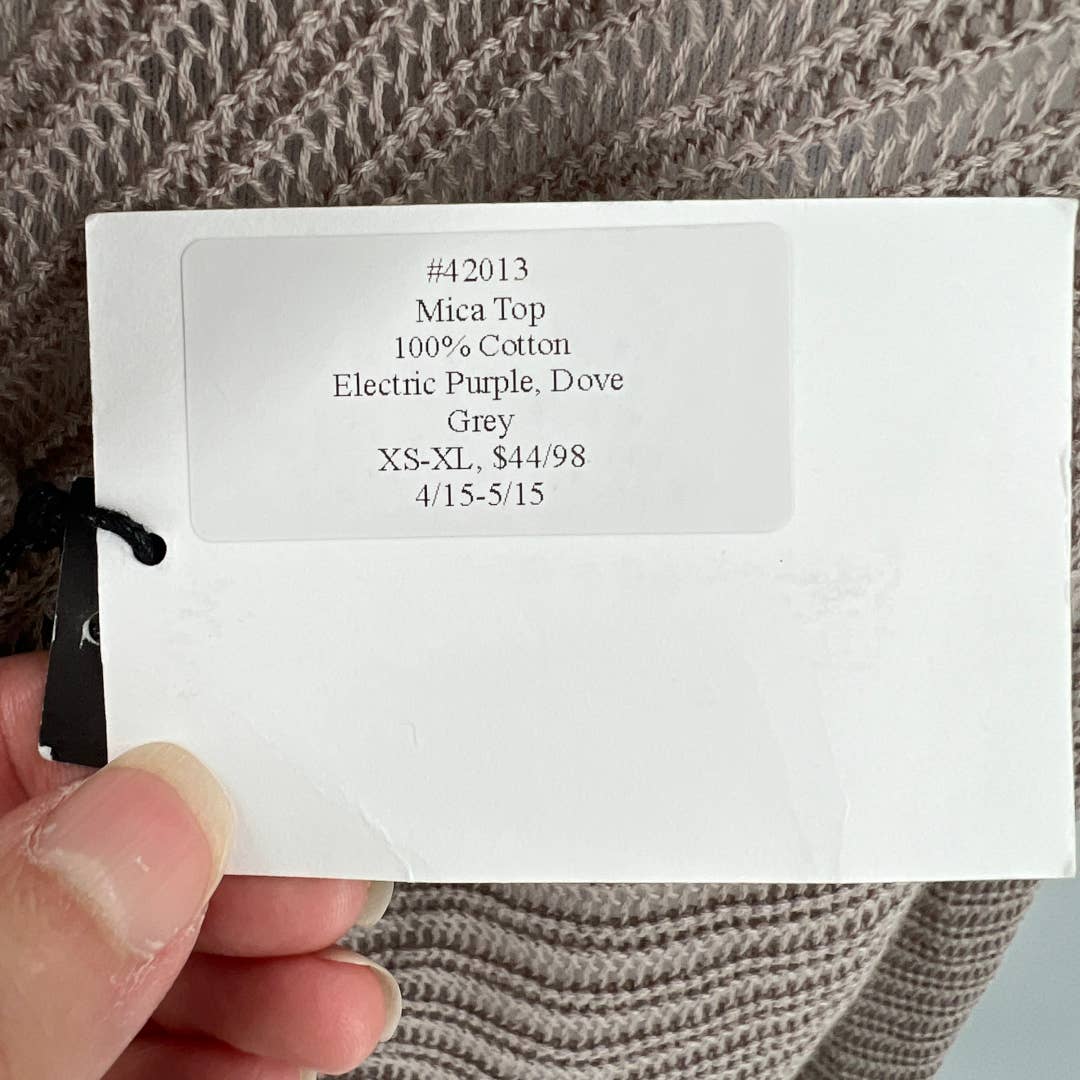 #42013
Mica Top
100% Cotton
Electric Purple, Dove
Grey
XS-XL, $44/98
4/15-5/15